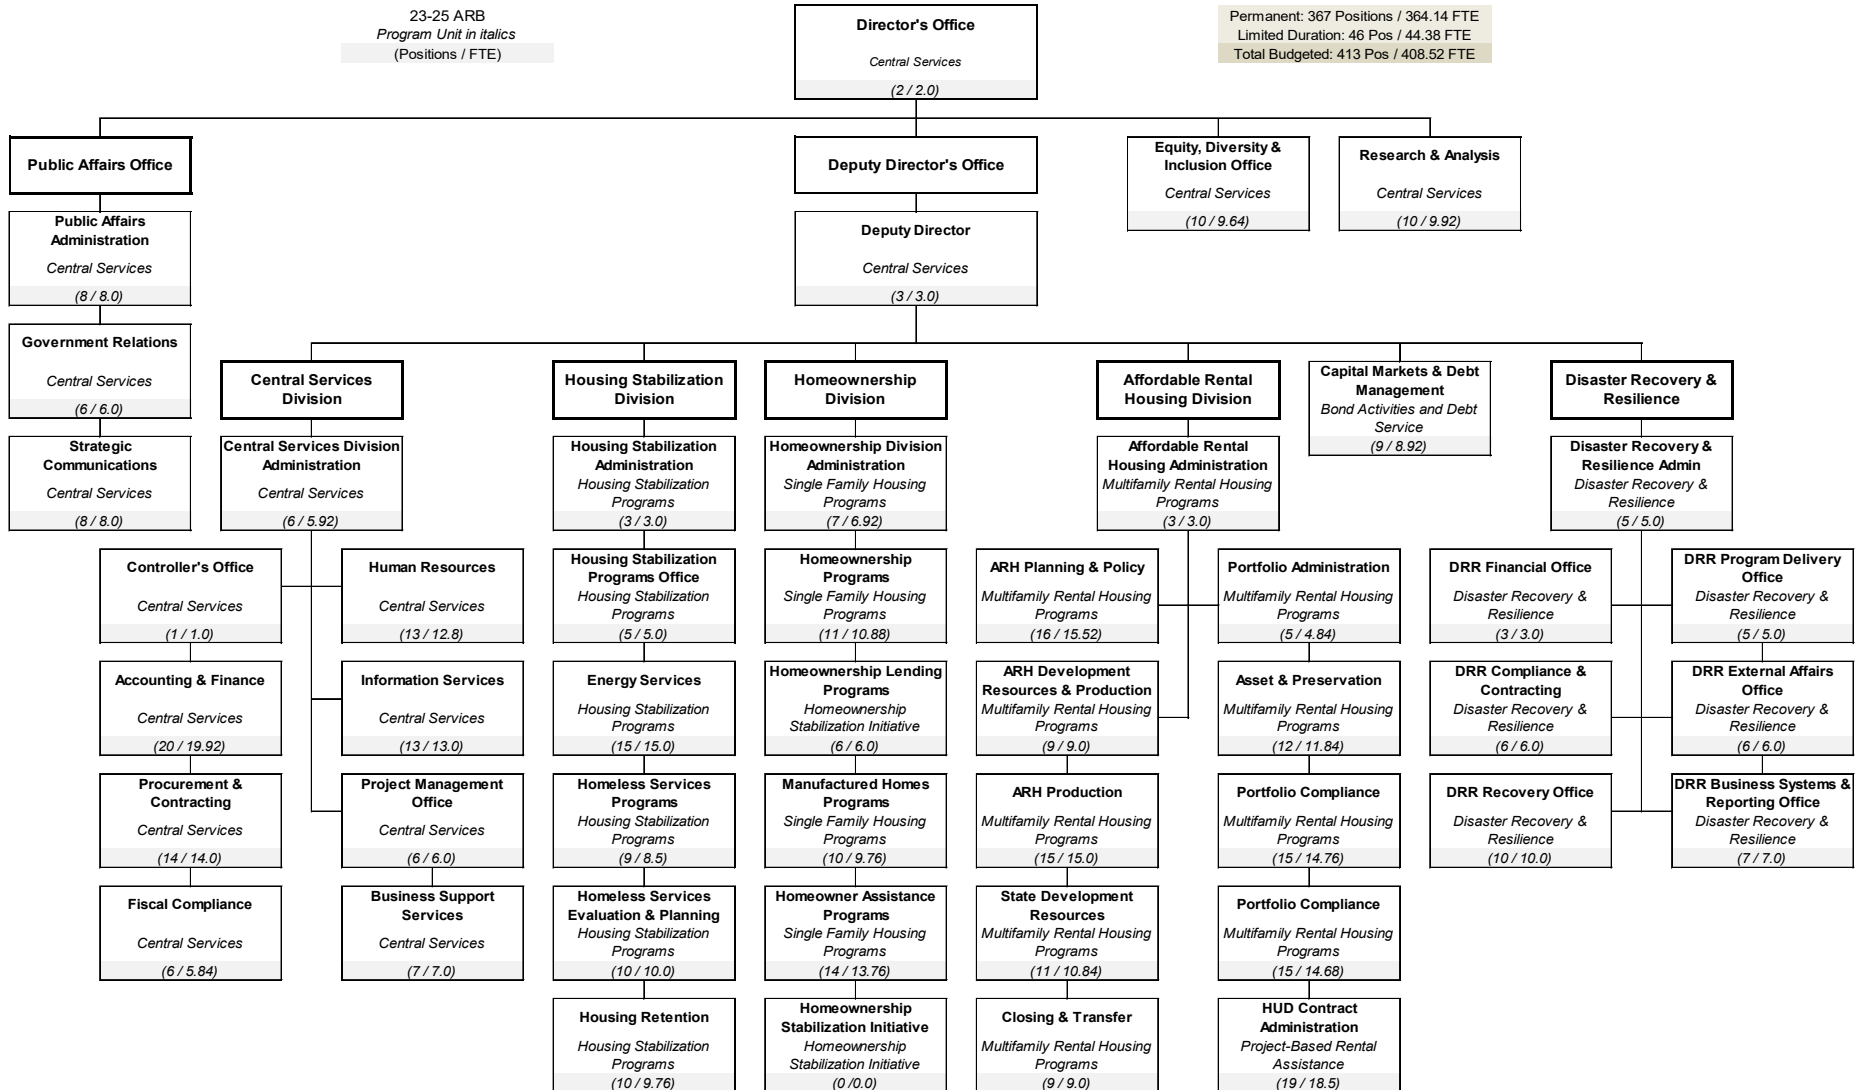 23-25 ARB
Program Unit in italics
(Positions / FTE)
Director's Office
Central Services
(2 / 2.0)
Permanent: 367 Positions / 364.14 FTE
Limited Duration: 46 Pos / 44.38 FTE
Total Budgeted: 413 Pos / 408.52 FTE
Public Affairs Office
Deputy Director's Office
Equity, Diversity &
Inclusion Office
Central Services
(10 / 9.64)
Research & Analysis
Central Services
(10 / 9.92)
Public Affairs
Administration
Central Services
(8 / 8.0)
Deputy Director
Central Services
(3 / 3.0)
Government Relations
Central Services
(6 / 6.0)
Strategic
Communications
Central Services
(8 / 8.0)
Central Services
Division
Central Services Division
Administration
Central Services
(6 / 5.92)
Controller's Office
Central Services
(1 / 1.0)
Accounting & Finance
Central Services
(20 / 19.92)
Procurement &
Contracting
Central Services
(14 / 14.0)
Fiscal Compliance
Central Services
(6 / 5.84)
Human Resources
Central Services
(13 / 12.8)
Information Services
Central Services
(13 / 13.0)
Project Management
Office
Central Services
(6 / 6.0)
Business Support
Services
Central Services
(7 / 7.0)
Housing Stabilization
Division
Housing Stabilization
Administration
Housing Stabilization
Programs
(3 / 3.0)
Housing Stabilization
Programs Office
Housing Stabilization
Programs
(5 / 5.0)
Energy Services
Housing Stabilization
Programs
(15 / 15.0)
Homeless Services
Programs
Housing Stabilization
Programs
(9 / 8.5)
Homeless Services
Evaluation & Planning
Housing Stabilization
Programs
(10 / 10.0)
Housing Retention
Housing Stabilization
Programs
(10 / 9.76)
Homeownership
Division
Homeownership Division
Administration
Single Family Housing
Programs
(7 / 6.92)
Homeownership
Programs
Single Family Housing
Programs
(11 / 10.88)
Homeownership Lending
Programs
Homeownership
Stabilization Initiative
(6 / 6.0)
Manufactured Homes
Programs
Single Family Housing
Programs
(10 / 9.76)
Homeowner Assistance
Programs
Single Family Housing
Programs
(14 / 13.76)
Homeownership
Stabilization Initiative
Homeownership
Stabilization Initiative
(0 /0.0)
Affordable Rental
Housing Division
Affordable Rental
Housing Administration
Multifamily Rental Housing
Programs
(3 / 3.0)
ARH Planning & Policy
Multifamily Rental Housing
Programs
(16 / 15.52)
ARH Development
Resources & Production
Multifamily Rental Housing
Programs
(9 / 9.0)
ARH Production
Multifamily Rental Housing
Programs
(15 / 15.0)
State Development
Resources
Multifamily Rental Housing
Programs
(11 / 10.84)
Closing & Transfer
Multifamily Rental Housing
Programs
(9 / 9.0)
Portfolio Administration
Multifamily Rental Housing
Programs
(5 / 4.84)
Asset & Preservation
Multifamily Rental Housing
Programs
(12 / 11.84)
Portfolio Compliance
Multifamily Rental Housing
Programs
(15 / 14.76)
Portfolio Compliance
Multifamily Rental Housing
Programs
(15 / 14.68)
HUD Contract
Administration
Project-Based Rental
Assistance
(19 / 18.5)
Capital Markets & Debt
Management
Bond Activities and Debt
Service
(9 / 8.92)
Disaster Recovery &
Resilience
Disaster Recovery &
Resilience Admin
Disaster Recovery &
Resilience
(5 / 5.0)
DRR Financial Office
Disaster Recovery &
Resilience
(3 / 3.0)
DRR Compliance &
Contracting
Disaster Recovery &
Resilience
(6 / 6.0)
DRR Recovery Office
Disaster Recovery &
Resilience
(10 / 10.0)
DRR Program Delivery
Office
Disaster Recovery &
Resilience
(5 / 5.0)
DRR External Affairs
Office
Disaster Recovery &
Resilience
(6 / 6.0)
DRR Business Systems &
Reporting Office
Disaster Recovery &
Resilience
(7 / 7.0)